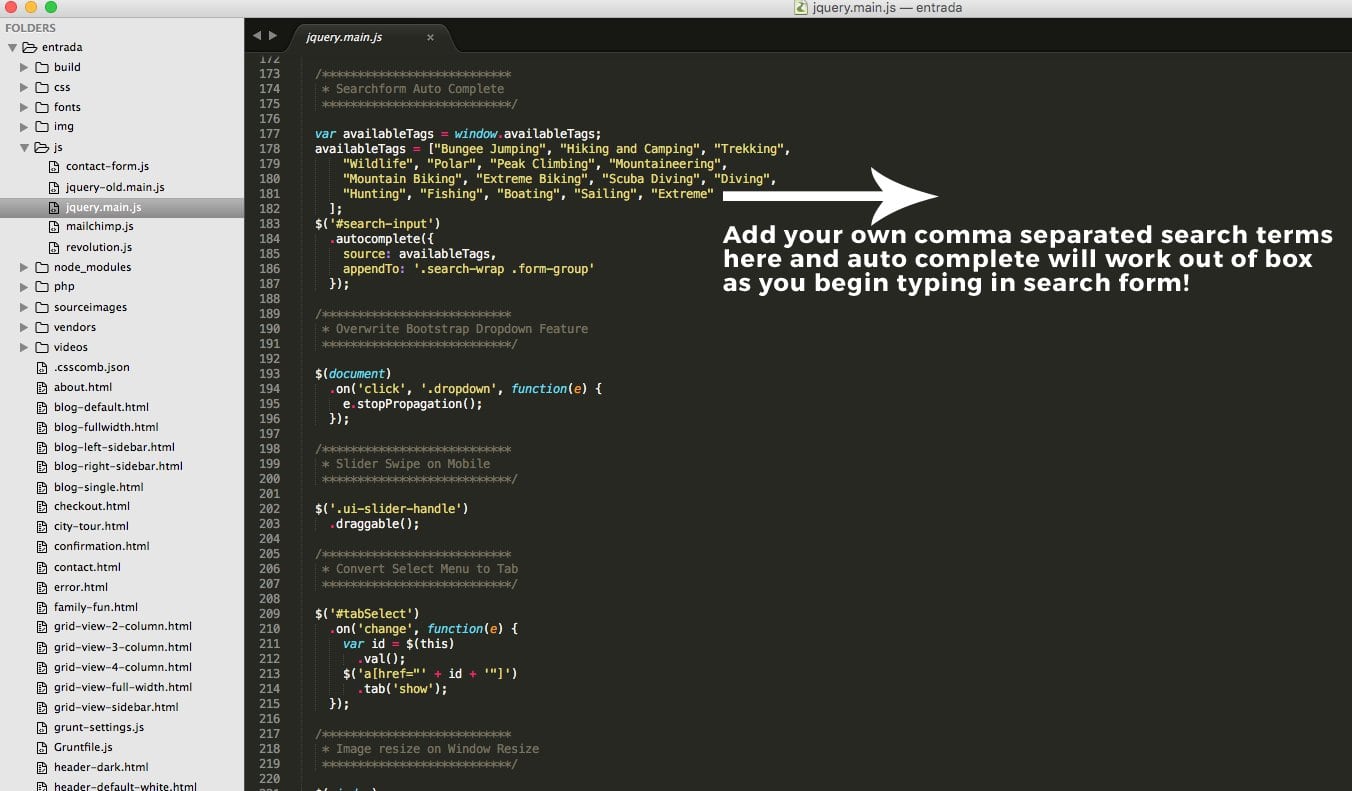 jquery.main.js — entrada
FOLDERS
entrada
build
css
fonts
img
js
contact-form.js
jquery-old.main.js
jquery.main.js
mailchimp.js
revolution.js
node_modules
php
sourceimages
vendors
videos
.csscomb.json
about.html
blog-default.html
blog-fullwidth.html
blog-left-sidebar.html
blog-right-sidebar.html
blog-single.html
checkout.html
city-tour.html
confirmation.html
contact.html
error.html
family-fun.html
grid-view-2-column.html
grid-view-3-column.html
grid-view-4-column.html
grid-view-full-width.html
grid-view-sidebar.html
grunt-settings.js
Gruntfile.js
header-dark.html
header-default-white.html
jquery.main.js ×
172
173 /***************************
174 * Searchform Auto Complete
175 ***************************/
176
177 var availableTags = window.availableTags;
178 availableTags = ["Bungee Jumping", "Hiking and Camping", "Trekking",
179 "Wildlife", "Polar", "Peak Climbing", "Mountaineering",
180 "Mountain Biking", "Extreme Biking", "Scuba Diving", "Diving",
181 "Hunting", "Fishing", "Boating", "Sailing", "Extreme"
182 ];
183 $('#search-input')
184 .autocomplete({
185 source: availableTags,
186 appendTo: '.search-wrap .form-group'
187 });
188
189 /***************************
190 * Overwrite Bootstrap Dropdown Feature
191 ***************************/
192
193 $(document)
194 .on('click', '.dropdown', function(e) {
195 e.stopPropagation();
196 });
197
198 /***************************
199 * Slider Swipe on Mobile
200 ***************************/
201
202 $('.ui-slider-handle')
203 .draggable();
204
205 /***************************
206 * Convert Select Menu to Tab
207 ***************************/
208
209 $('#tabSelect')
210 .on('change', function(e) {
211 var id = $(this)
212 .val();
213 $('a[href="' + id + '"]')
214 .tab('show');
215 });
216
217 /***************************
218 * Image resize on Window Resize
219 ***************************/
220
Add your own comma separated search terms
here and auto complete will work out of box
as you begin typing in search form!